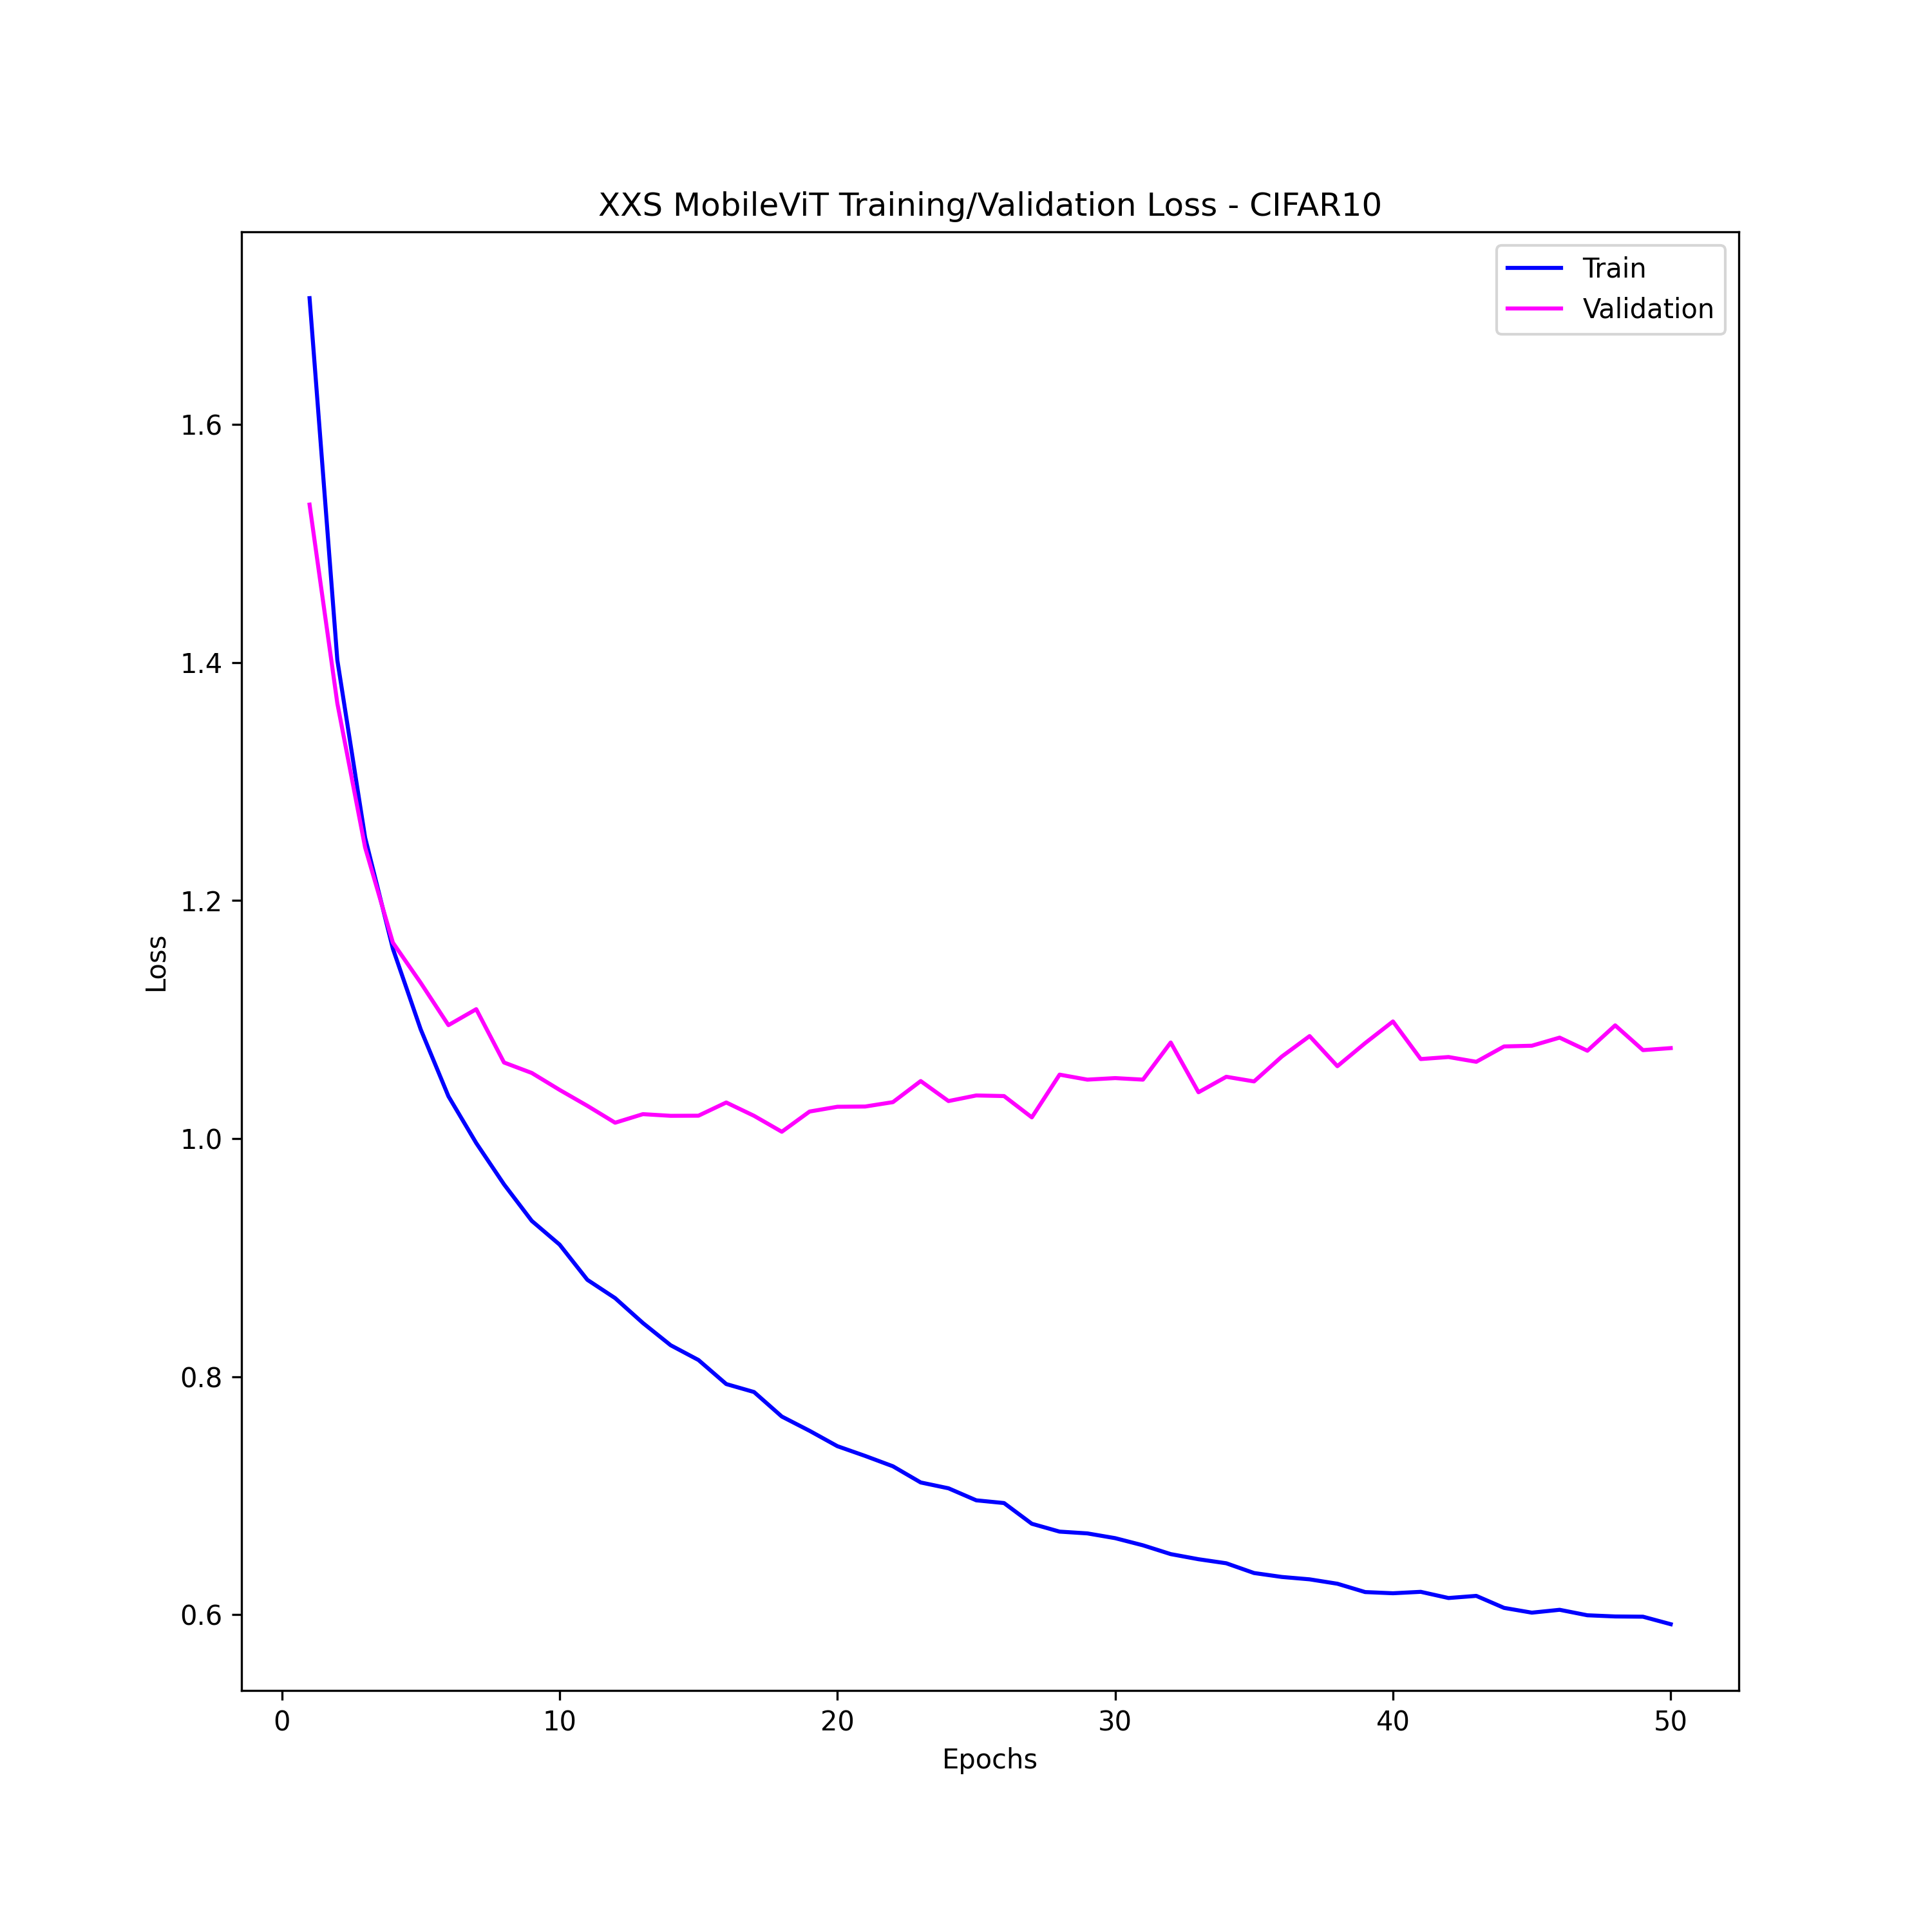 XXS MobileViT Training/Validation Loss - CIFAR10
Train
Validation
1.6
1.4
1.2
1.0
0.8
0.6
Loss
0 10 20 30 40 50
Epochs